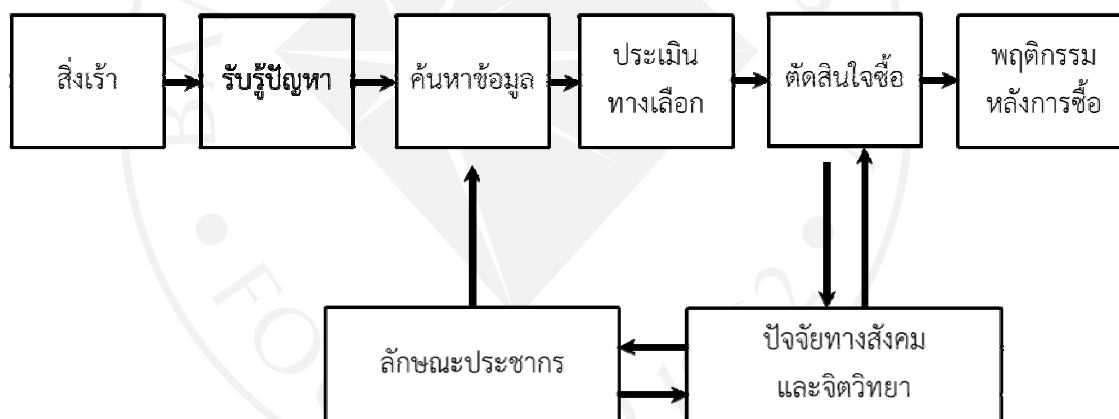 สิ่งเร้า
รับรู้ปัญหา
ค้นหาข้อมูล
ประเมิน
ทางเลือก
ตัดสินใจซื้อ
พฤติกรรม
หลังการซื้อ
ลักษณะประชากร
ปัจจัยทางสังคม
และจิตวิทยา